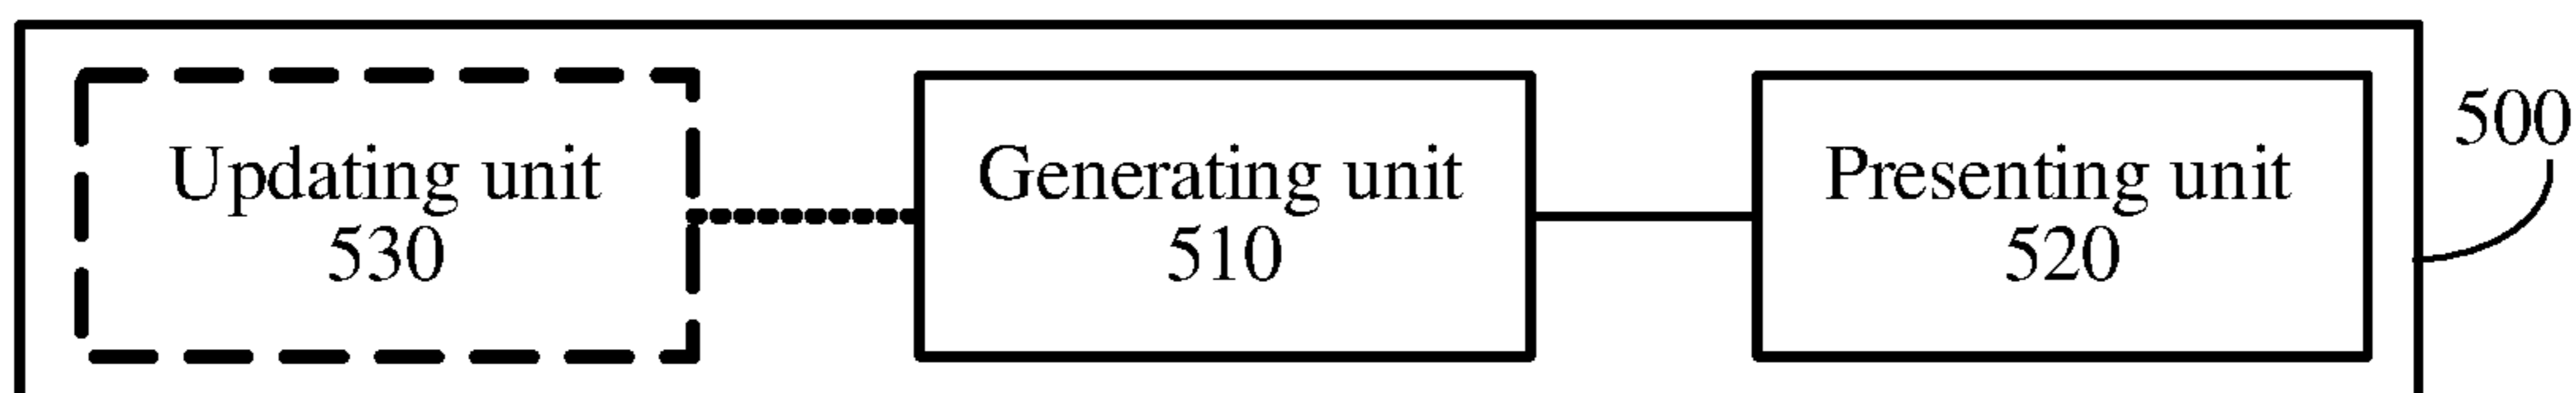 Updating unit
530
Generating unit
510
Presenting unit
520
500